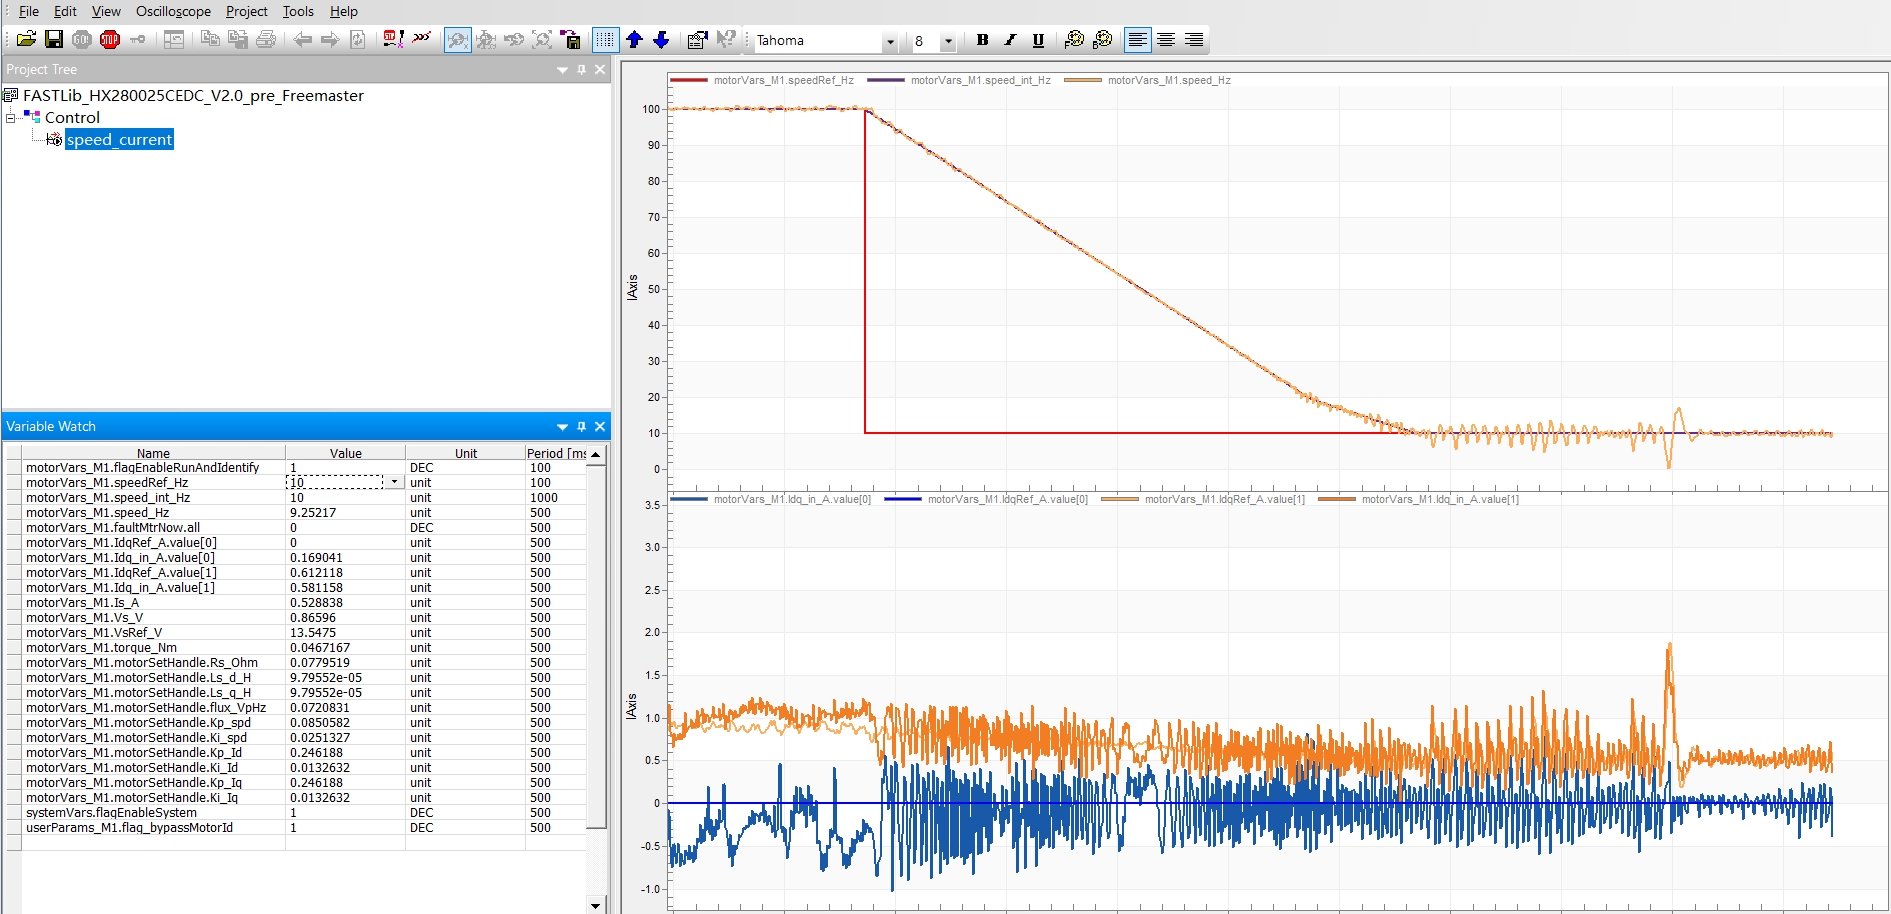 File Edit View Oscilloscope Project Tools Help
GO! STOP Tahoma 8 B I U
Project Tree
FASTLib_HX280025CEDC_V2.0_pre_Freemaster
Control
speed_current
Variable Watch
Name Value Unit Period [ms
motorVars_M1.flagEnableRunAndIdentify 1 DEC 100
motorVars_M1.speedRef_Hz 10 unit 100
motorVars_M1.speed_int_Hz 10 unit 1000
motorVars_M1.speed_Hz 9.25217 unit 500
motorVars_M1.faultMtrNow.all 0 DEC 500
motorVars_M1.IdqRef_A.value[0] 0 unit 500
motorVars_M1.Idq_in_A.value[0] 0.169041 unit 500
motorVars_M1.IdqRef_A.value[1] 0.612118 unit 500
motorVars_M1.Idq_in_A.value[1] 0.581158 unit 500
motorVars_M1.Is_A 0.528838 unit 500
motorVars_M1.Vs_V 0.86596 unit 500
motorVars_M1.VsRef_V 13.5475 unit 500
motorVars_M1.torque_Nm 0.0467167 unit 500
motorVars_M1.motorSetHandle.Rs_Ohm 0.0779519 unit 500
motorVars_M1.motorSetHandle.Ls_d_H 9.79552e-05 unit 500
motorVars_M1.motorSetHandle.Ls_q_H 9.79552e-05 unit 500
motorVars_M1.motorSetHandle.flux_VpHz 0.0720831 unit 500
motorVars_M1.motorSetHandle.Kp_spd 0.0850582 unit 500
motorVars_M1.motorSetHandle.Ki_spd 0.0251327 unit 500
motorVars_M1.motorSetHandle.Kp_Id 0.246188 unit 500
motorVars_M1.motorSetHandle.Ki_Id 0.0132632 unit 500
motorVars_M1.motorSetHandle.Kp_Iq 0.246188 unit 500
motorVars_M1.motorSetHandle.Ki_Iq 0.0132632 unit 500
systemVars.flagEnableSystem 1 DEC 500
userParams_M1.flag_bypassMotorId 1 DEC 500
motorVars_M1.speedRef_Hz motorVars_M1.speed_int_Hz motorVars_M1.speed_Hz
100
90
80
70
60
50
40
30
20
10
0
lAxis
motorVars_M1.Idq_in_A.value[0] motorVars_M1.IdqRef_A.value[0] motorVars_M1.IdqRef_A.value[1] motorVars_M1.Idq_in_A.value[1]
3.5
3.0
2.5
2.0
1.5
1.0
0.5
0
-0.5
-1.0
lAxis